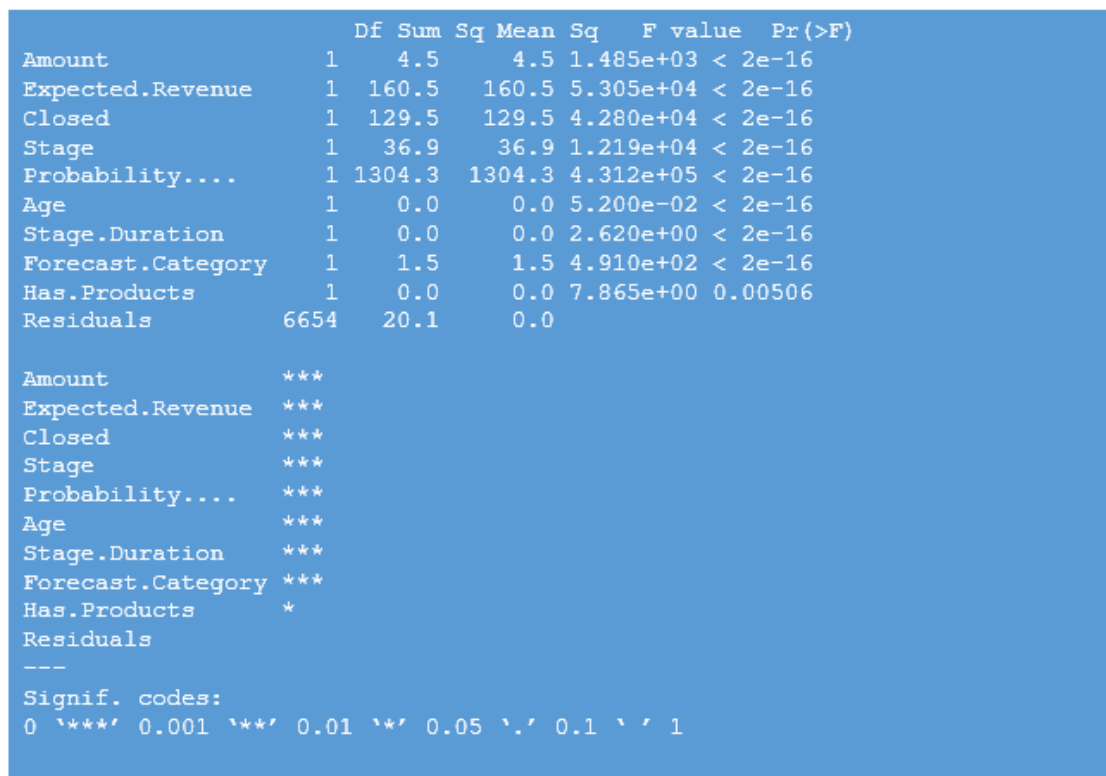 Df Sum Sq Mean Sq F value Pr(>F)
Amount 1 4.5 4.5 1.485e+03 < 2e-16
Expected.Revenue 1 160.5 160.5 5.305e+04 < 2e-16
Closed 1 129.5 129.5 4.280e+04 < 2e-16
Stage 1 36.9 36.9 1.219e+04 < 2e-16
Probability.... 1 1304.3 1304.3 4.312e+05 < 2e-16
Age 1 0.0 0.0 5.200e-02 < 2e-16
Stage.Duration 1 0.0 0.0 2.620e+00 < 2e-16
Forecast.Category 1 1.5 1.5 4.910e+02 < 2e-16
Has.Products 1 0.0 0.0 7.865e+00 0.00506
Residuals 6654 20.1 0.0
Amount ***
Expected.Revenue ***
Closed ***
Stage ***
Probability.... ***
Age ***
Stage.Duration ***
Forecast.Category ***
Has.Products *
Residuals
---
Signif. codes:
0 ‘***’ 0.001 ‘**’ 0.01 ‘*’ 0.05 ‘.’ 0.1 ‘ ’ 1